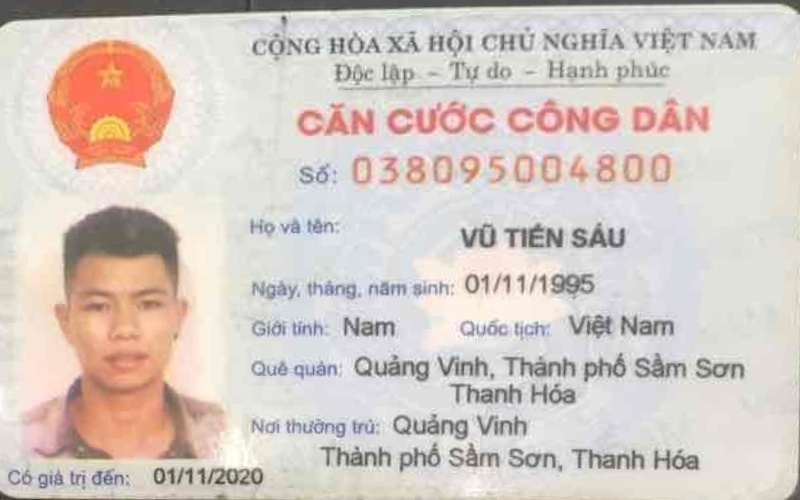 CỘNG HÒA XÃ HỘI CHỦ NGHĨA VIỆT NAM
Độc lập – Tự do – Hạnh phúc
CĂN CƯỚC CÔNG DÂN
Số: 038095004800
Họ và tên: VŨ TIẾN SÁU
Ngày, tháng, năm sinh: 01/11/1995
Giới tính: Nam Quốc tịch: Việt Nam
Quê quán: Quảng Vinh, Thành phố Sầm Sơn
Thanh Hóa
Nơi thường trú: Quảng Vinh
Thành phố Sầm Sơn, Thanh Hóa
Có giá trị đến: 01/11/2020